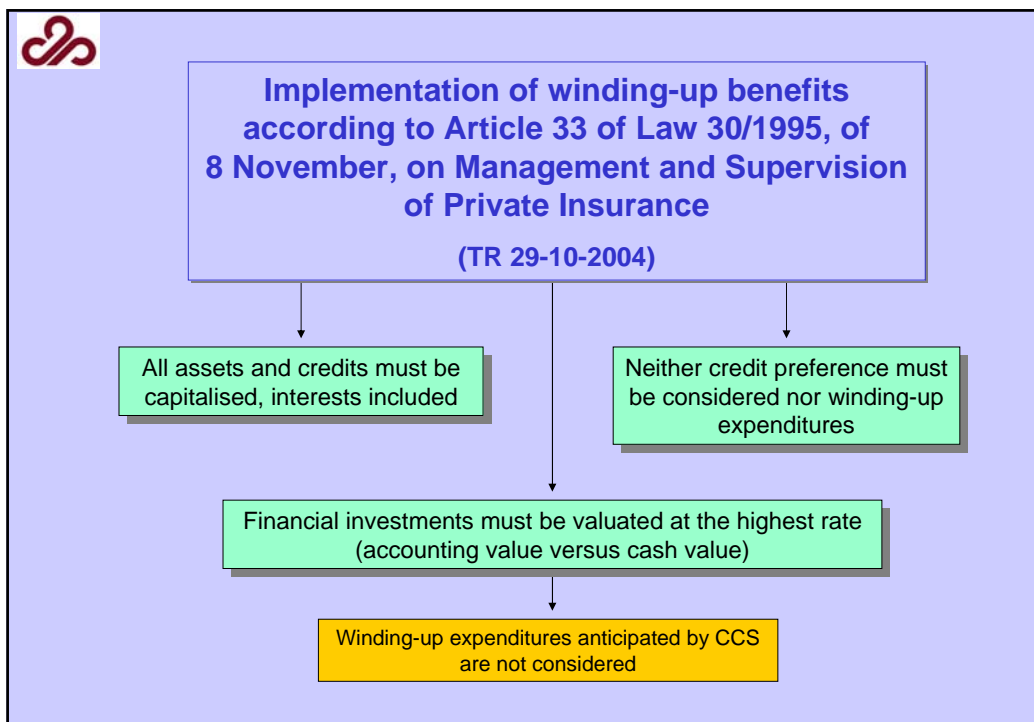 Implementation of winding-up benefits
according to Article 33 of Law 30/1995, of
8 November, on Management and Supervision
of Private Insurance
(TR 29-10-2004)
All assets and credits must be
capitalised, interests included
Neither credit preference must
be considered nor winding-up
expenditures
Financial investments must be valuated at the highest rate
(accounting value versus cash value)
Winding-up expenditures anticipated by CCS
are not considered